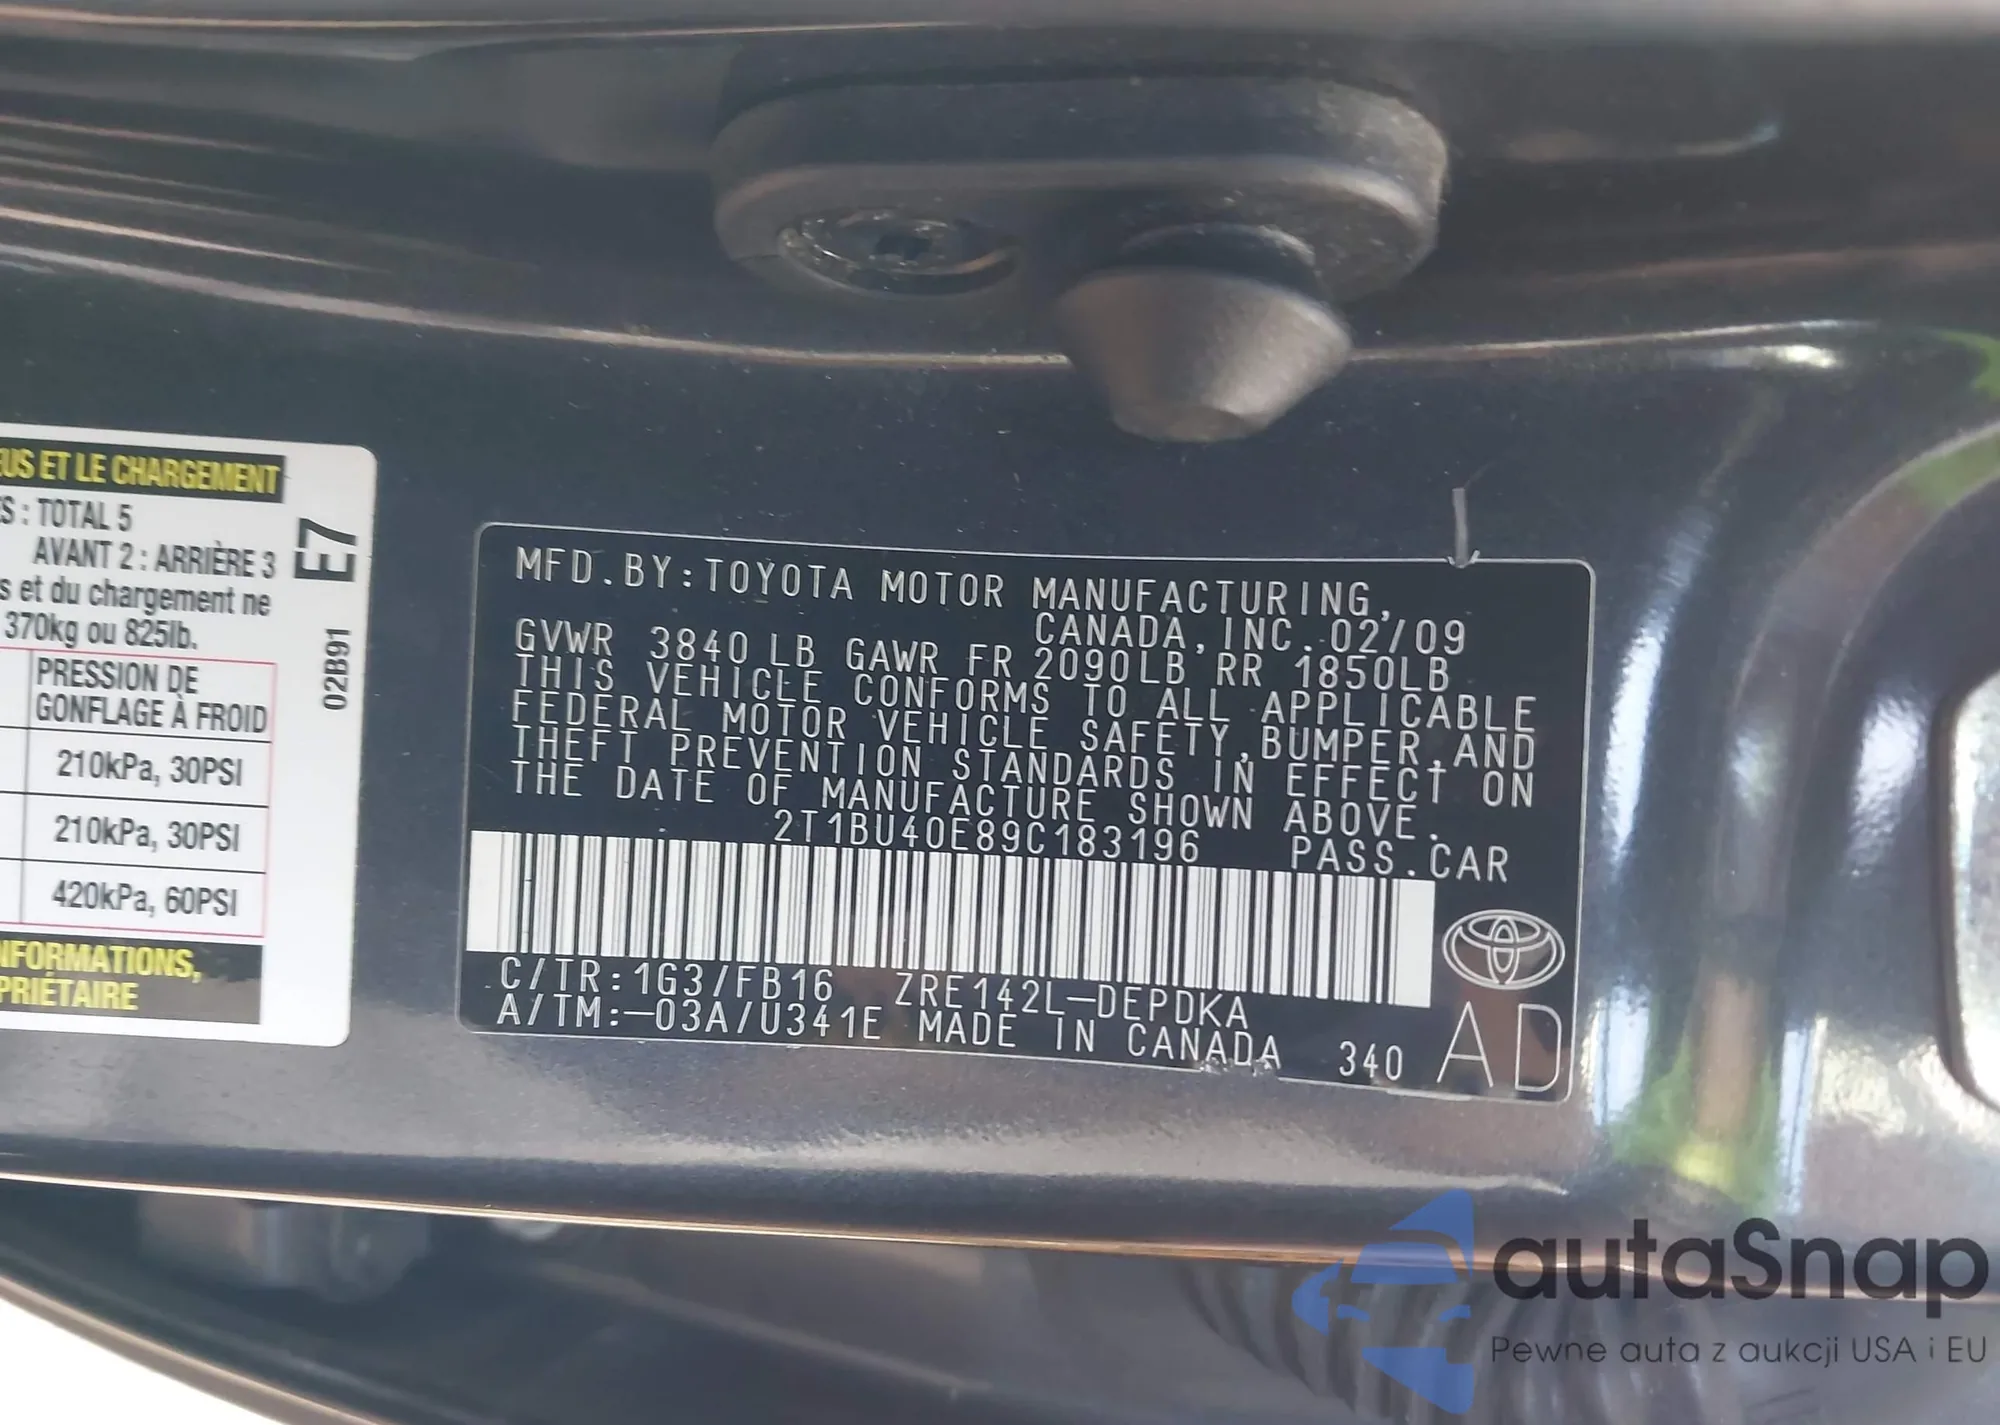 EUS ET LE CHARGEMENT
S : TOTAL 5
AVANT 2 : ARRIÈRE 3
s et du chargement ne
370kg ou 825lb.
PRESSION DE
GONFLAGE À FROID
210kPa, 30PSI
210kPa, 30PSI
420kPa, 60PSI
NFORMATIONS,
PRIÉTAIRE
E7
02B91
MFD.BY:TOYOTA MOTOR MANUFACTURING,
CANADA,INC. 02/09
GVWR 3840 LB GAWR FR 2090LB RR 1850LB
THIS VEHICLE CONFORMS TO ALL APPLICABLE
FEDERAL MOTOR VEHICLE SAFETY,BUMPER,AND
THEFT PREVENTION STANDARDS IN EFFECT ON
THE DATE OF MANUFACTURE SHOWN ABOVE.
2T1BU40E89C183196 PASS.CAR
C/TR:1G3/FB16 ZRE142L-DEPDKA
A/TM:-03A/U341E MADE IN CANADA 340 AD
autaSnap
Pewne auta z aukcji USA i EU